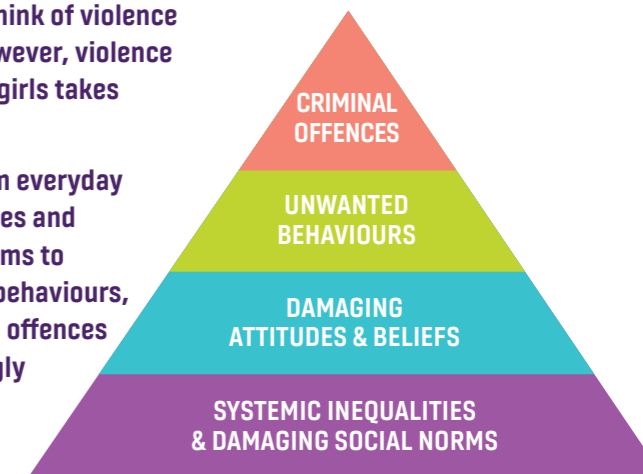 hink of violence
wever, violence
girls takes
m everyday
es and
ms to
behaviours,
offences
gly
CRIMINAL
OFFENCES
UNWANTED
BEHAVIOURS
DAMAGING
ATTITUDES & BELIEFS
SYSTEMIC INEQUALITIES
& DAMAGING SOCIAL NORMS